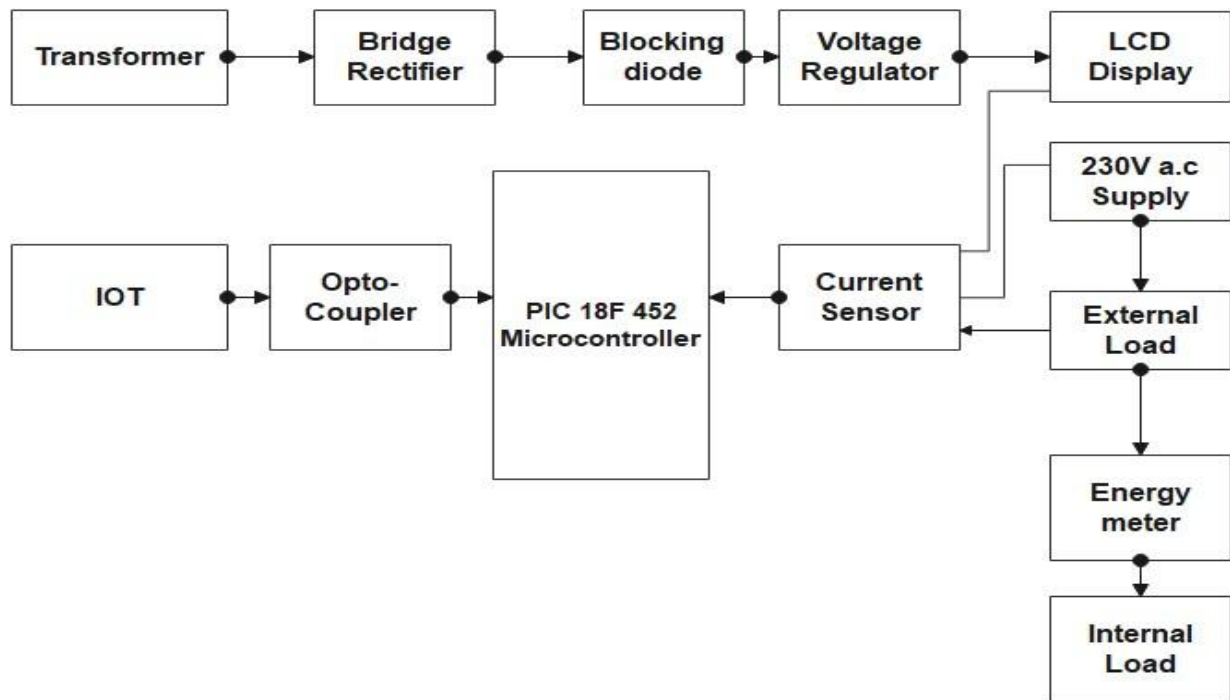 Transformer
Bridge
Rectifier
Blocking
diode
Voltage
Regulator
LCD
Display
230V a.c
Supply
IOT
Opto-
Coupler
PIC 18F 452
Microcontroller
Current
Sensor
External
Load
Energy
meter
Internal
Load